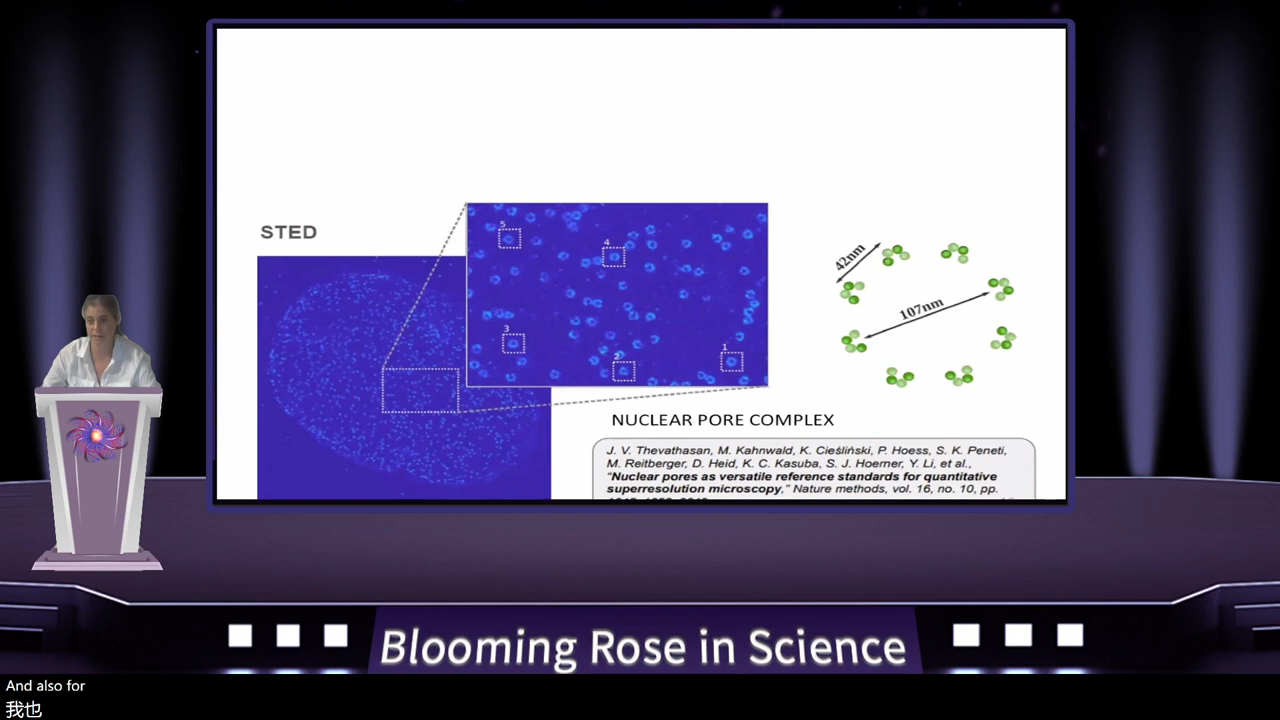 STED
5
4
3
2
1
42nm
107nm
NUCLEAR PORE COMPLEX
J. V. Thevathasan, M. Kahnwald, K. Cieśliński, P. Hoess, S. K. Peneti,
M. Reitberger, D. Heid, K. C. Kasuba, S. J. Hoerner, Y. Li, et al.,
“Nuclear pores as versatile reference standards for quantitative
superresolution microscopy,” Nature methods, vol. 16, no. 10, pp.
Blooming Rose in Science
And also for
我也